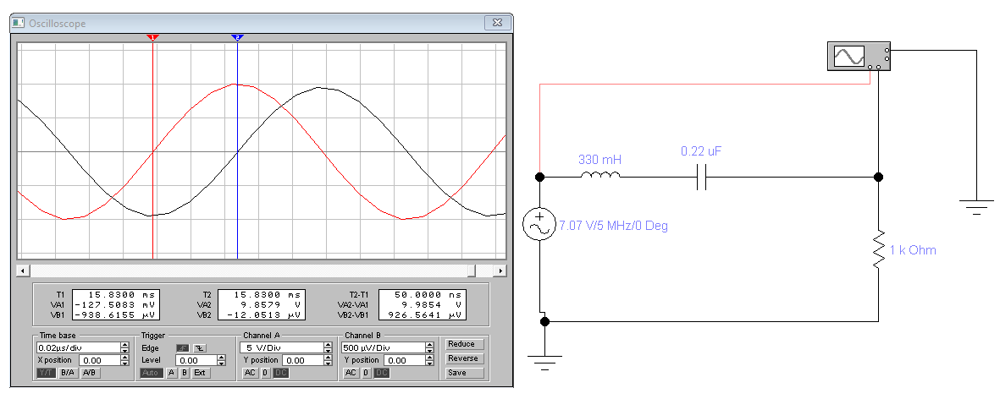 Oscilloscope
1 2
T1 15.8300 ms T2 15.8300 ms T2-T1 50.0000 ns
VA1 -127.5083 mV VA2 9.8579 V VA2-VA1 9.9854 V
VB1 -938.6155 µV VB2 -12.0513 µV VB2-VB1 926.5641 µV
Time base Trigger Channel A Channel B
0.02µs/div Edge 5 V/Div 500 µV/Div Reduce
X position 0.00 Level 0.00 Y position 0.00 Y position 0.00 Reverse
Y/T B/A A/B Auto A B Ext AC 0 DC AC 0 DC Save
330 mH
0.22 uF
7.07 V/5 MHz/0 Deg
1 k Ohm